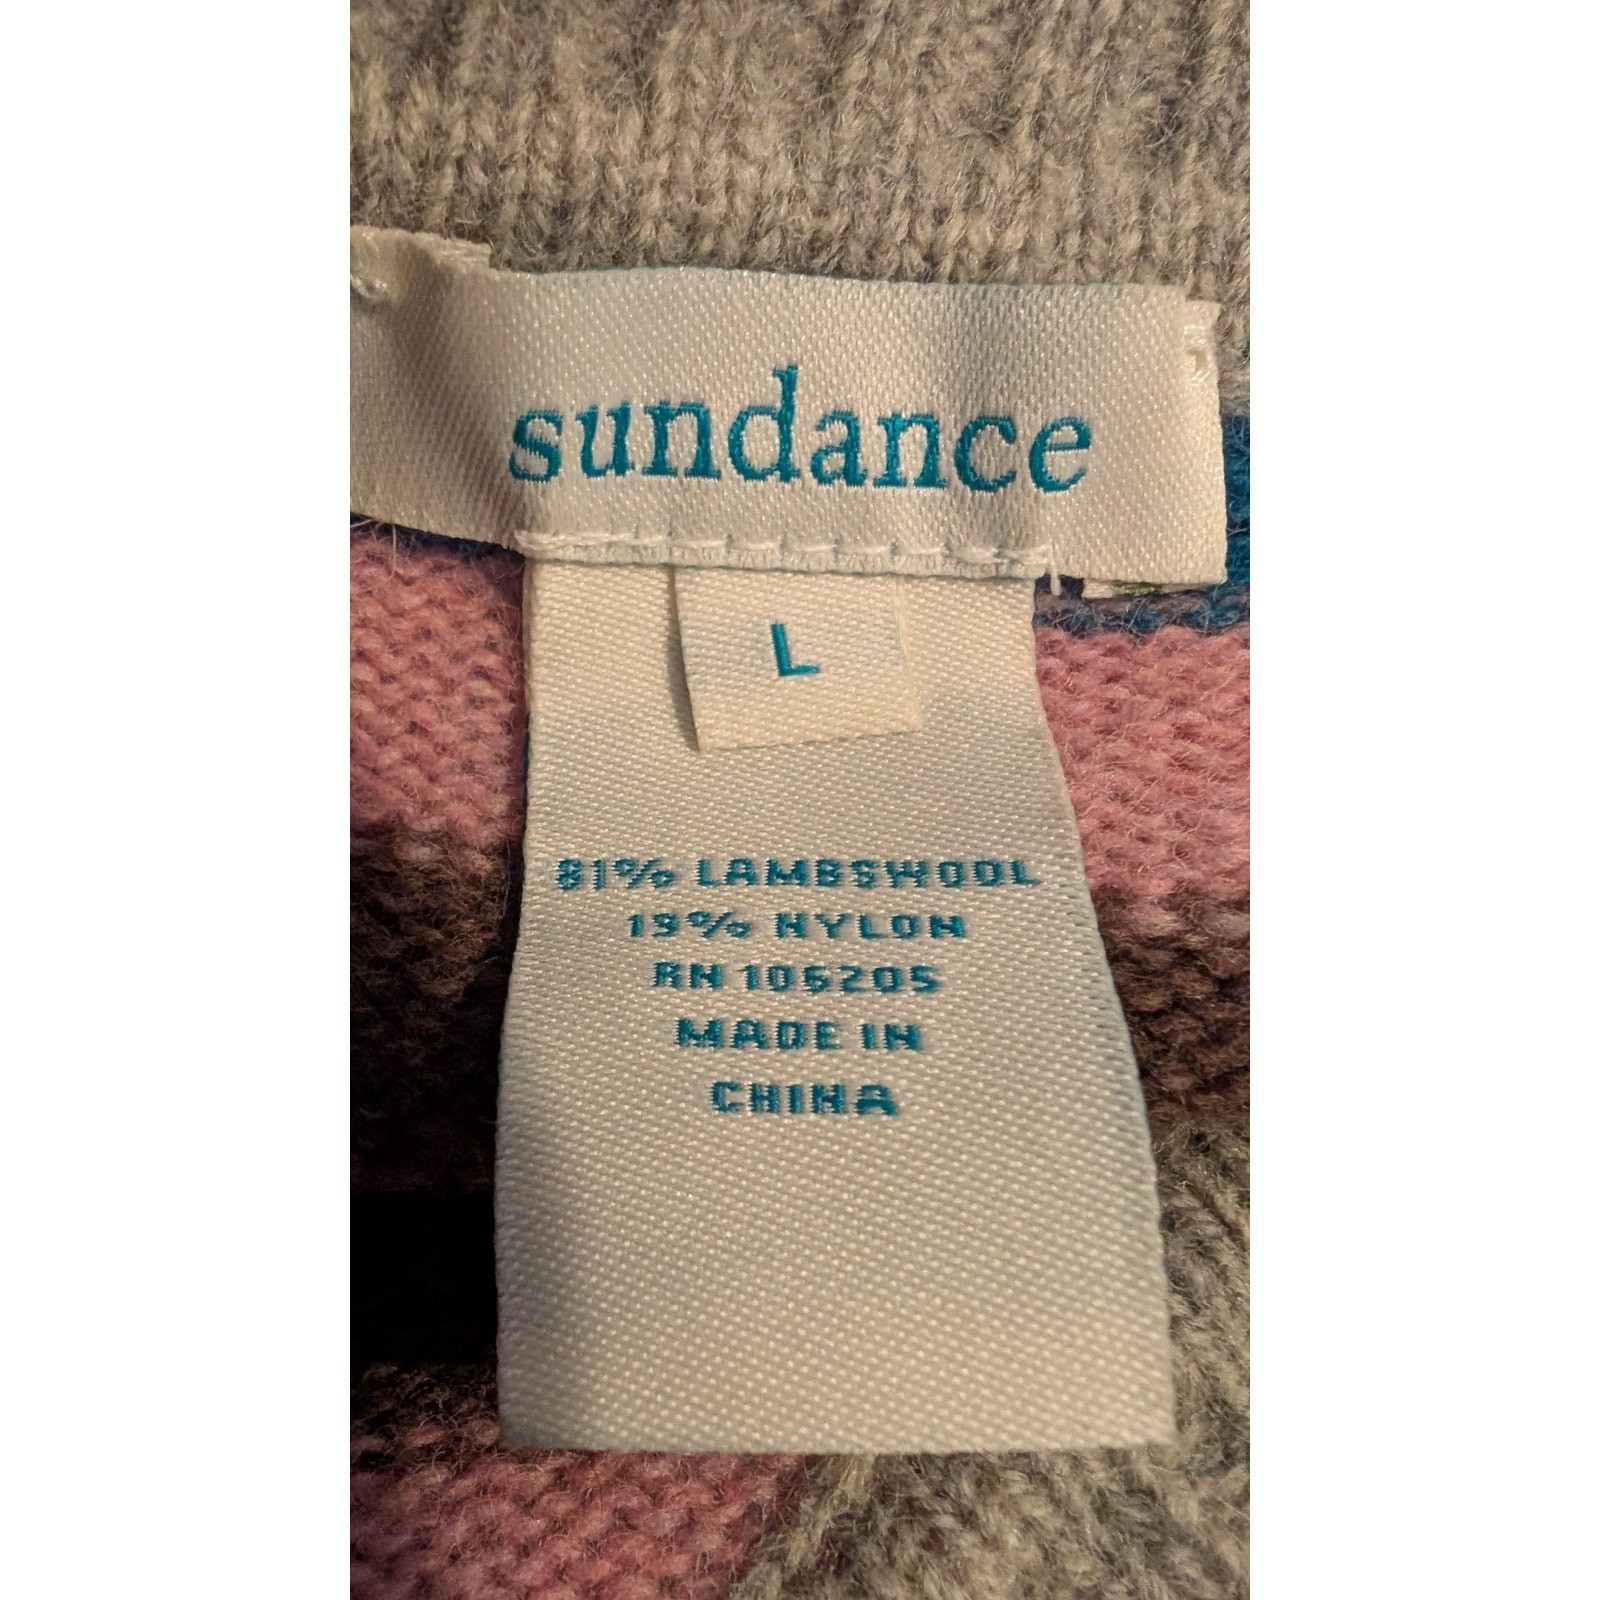 sundance
L
81% LAMBSWOOL
19% NYLON
RN 106205
MADE IN
CHINA